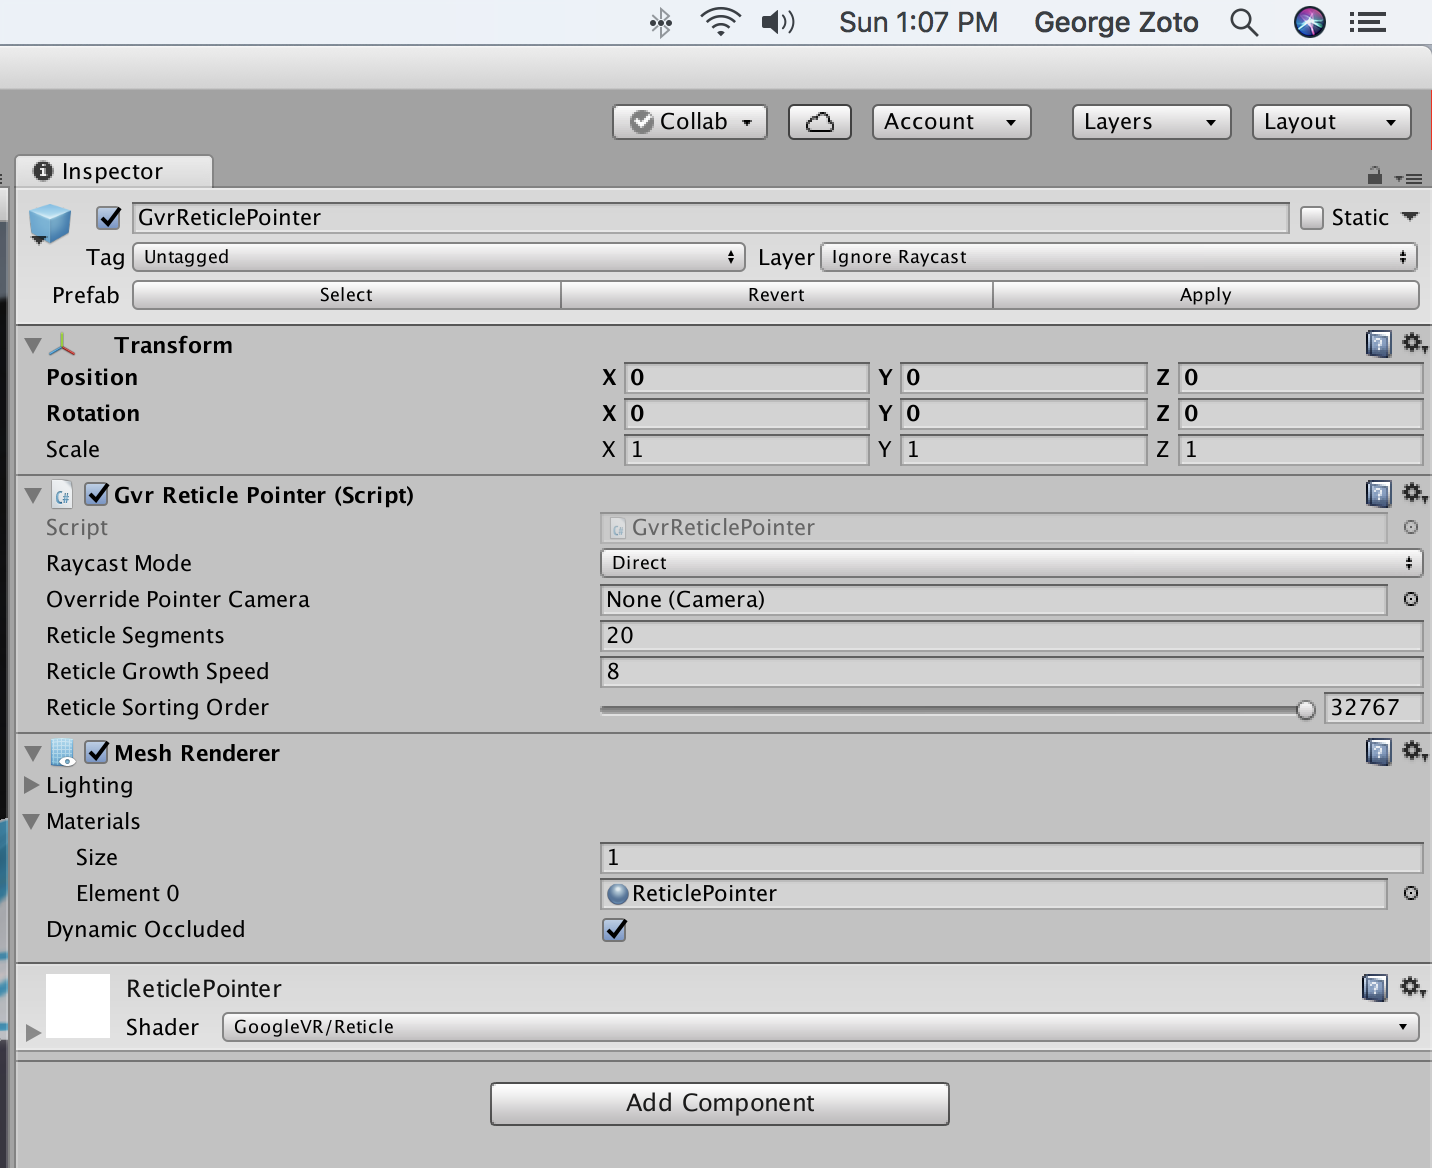 Sun 1:07 PM George Zoto
Collab Account Layers Layout
Inspector
GvrReticlePointer Static
Tag Untagged Layer Ignore Raycast
Prefab Select Revert Apply
Transform
Position X 0 Y 0 Z 0
Rotation X 0 Y 0 Z 0
Scale X 1 Y 1 Z 1
C# Gvr Reticle Pointer (Script)
Script C# GvrReticlePointer
Raycast Mode Direct
Override Pointer Camera None (Camera)
Reticle Segments 20
Reticle Growth Speed 8
Reticle Sorting Order 32767
Mesh Renderer
Lighting
Materials
Size 1
Element 0 ReticlePointer
Dynamic Occluded
ReticlePointer
Shader GoogleVR/Reticle
Add Component